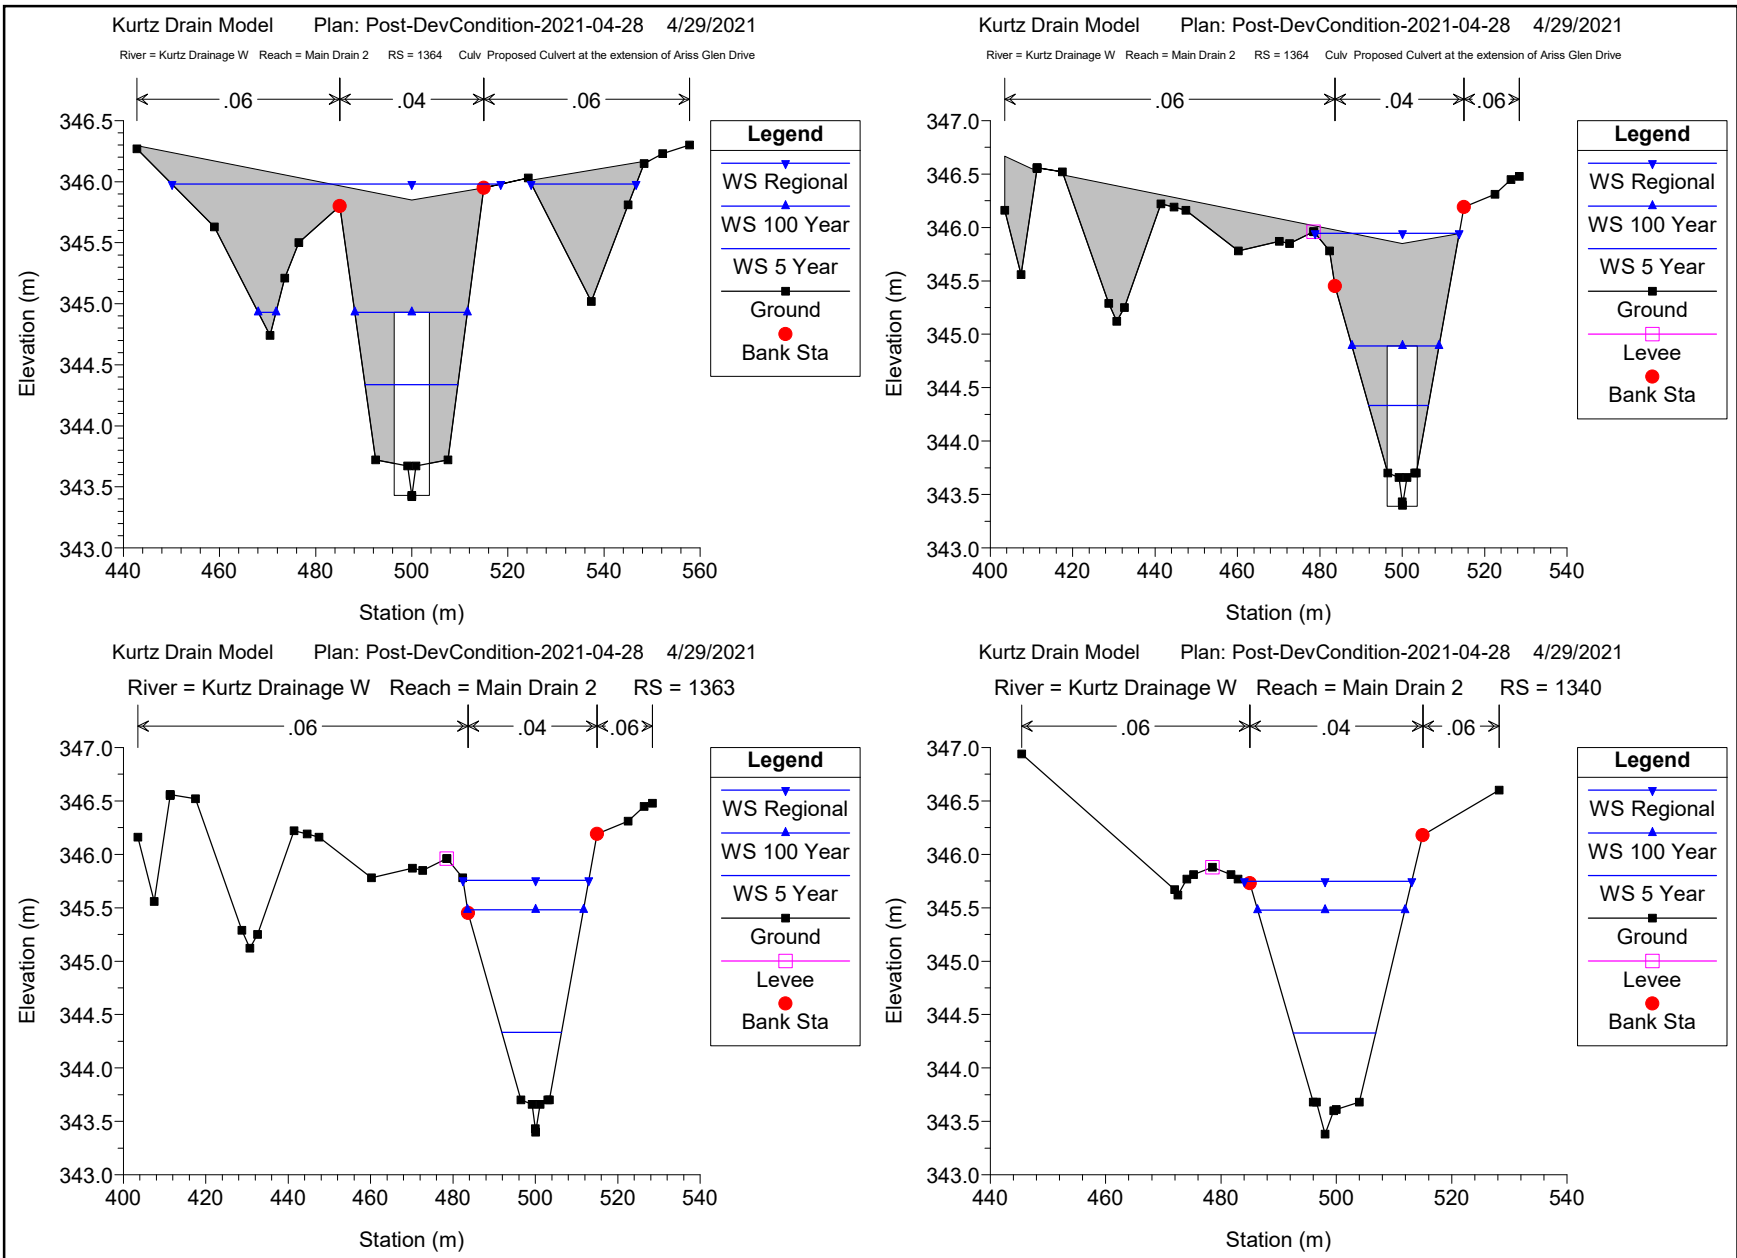 Kurtz Drain Model Plan: Post-DevCondition-2021-04-28 4/29/2021
River = Kurtz Drainage W Reach = Main Drain 2 RS = 1364 Culv Proposed Culvert at the extension of Ariss Glen Drive
.06 .04 .06
346.5
346.0
345.5
345.0
344.5
344.0
343.5
343.0
440 460 480 500 520 540 560
Station (m)
Elevation (m)
Legend
WS Regional
WS 100 Year
WS 5 Year
Ground
Bank Sta
Kurtz Drain Model Plan: Post-DevCondition-2021-04-28 4/29/2021
River = Kurtz Drainage W Reach = Main Drain 2 RS = 1364 Culv Proposed Culvert at the extension of Ariss Glen Drive
.06 .04 .06
347.0
346.5
346.0
345.5
345.0
344.5
344.0
343.5
343.0
400 420 440 460 480 500 520 540
Station (m)
Elevation (m)
Legend
WS Regional
WS 100 Year
WS 5 Year
Ground
Levee
Bank Sta
Kurtz Drain Model Plan: Post-DevCondition-2021-04-28 4/29/2021
River = Kurtz Drainage W Reach = Main Drain 2 RS = 1363
.06 .04 .06
347.0
346.5
346.0
345.5
345.0
344.5
344.0
343.5
343.0
400 420 440 460 480 500 520 540
Station (m)
Elevation (m)
Legend
WS Regional
WS 100 Year
WS 5 Year
Ground
Levee
Bank Sta
Kurtz Drain Model Plan: Post-DevCondition-2021-04-28 4/29/2021
River = Kurtz Drainage W Reach = Main Drain 2 RS = 1340
.06 .04 .06
347.0
346.5
346.0
345.5
345.0
344.5
344.0
343.5
343.0
440 460 480 500 520 540
Station (m)
Elevation (m)
Legend
WS Regional
WS 100 Year
WS 5 Year
Ground
Levee
Bank Sta